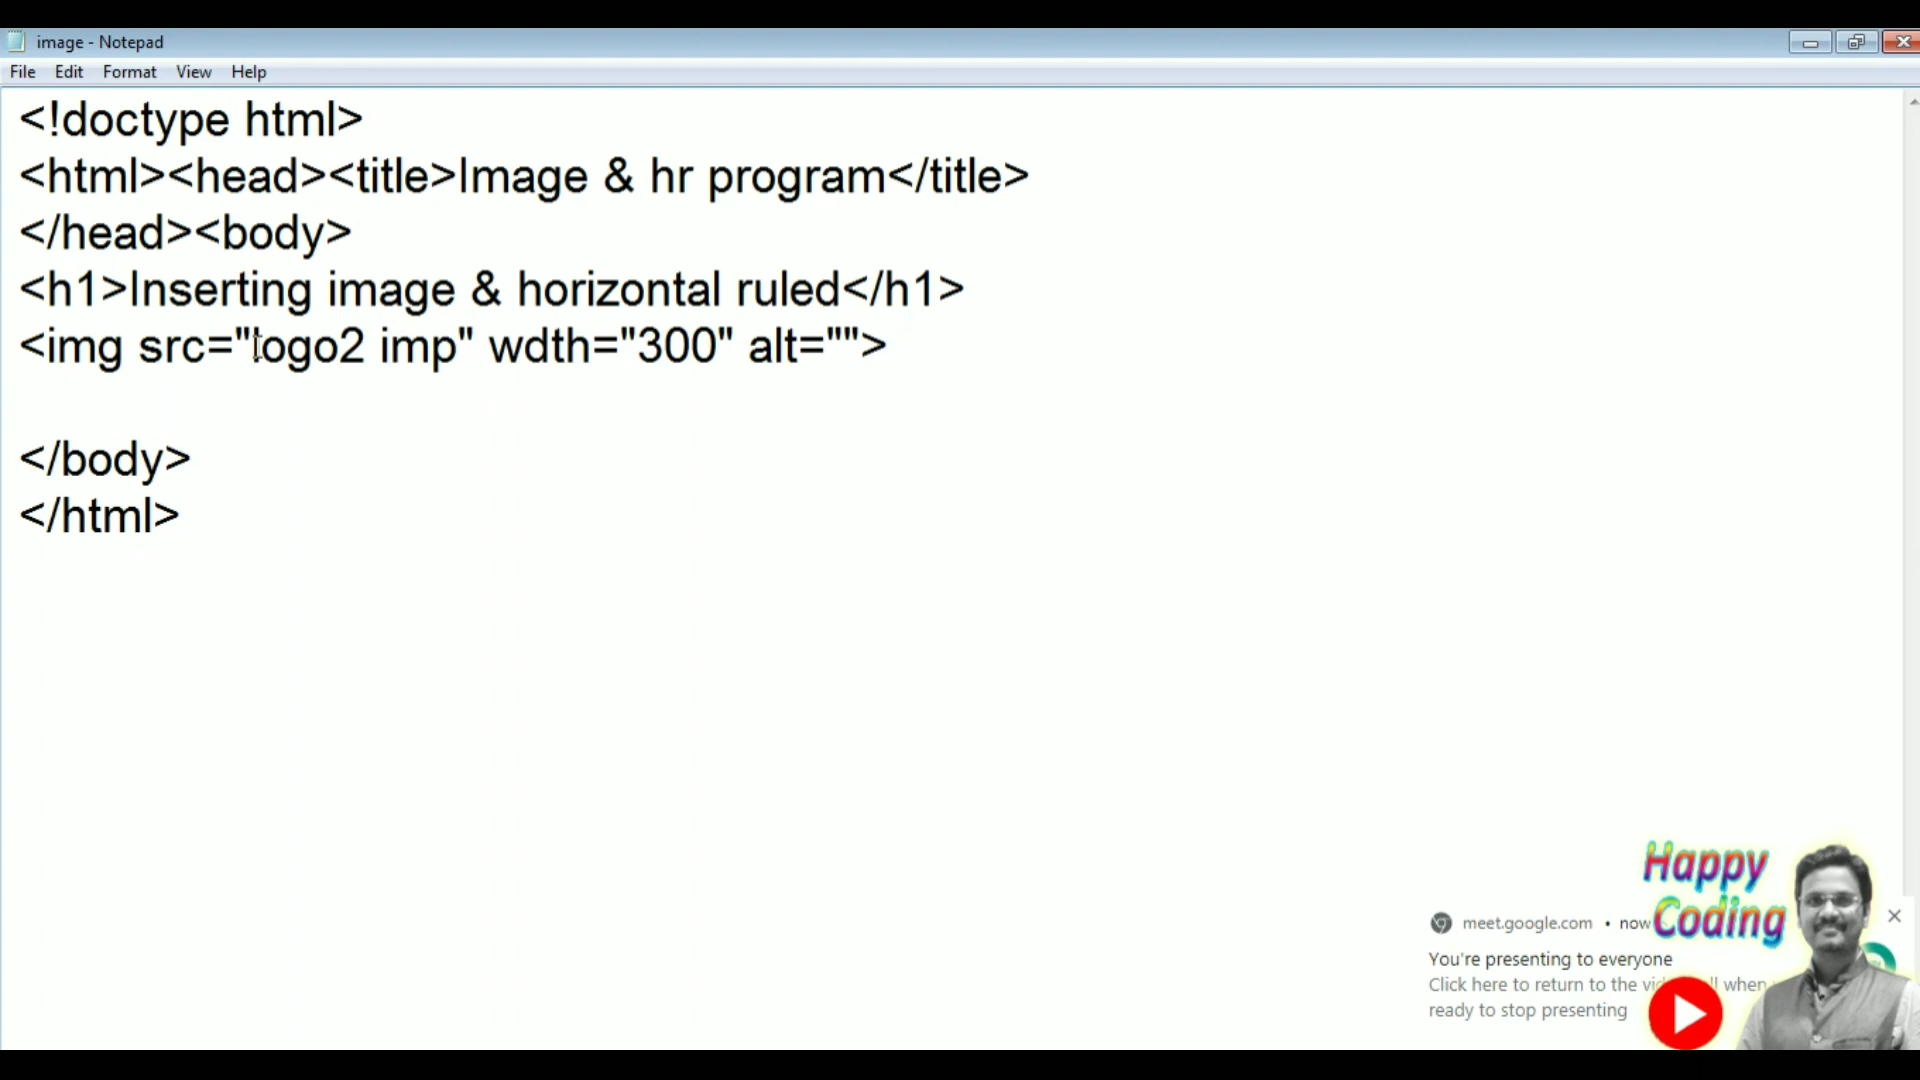 image - Notepad
File Edit Format View Help
<!doctype html>
<html><head><title>Image & hr program</title>
</head><body>
<h1>Inserting image & horizontal ruled</h1>
<img src="logo2 imp" wdth="300" alt="">
</body>
</html>
Happy
Coding
meet.google.com • now
You're presenting to everyone
Click here to return to the when
ready to stop presenting